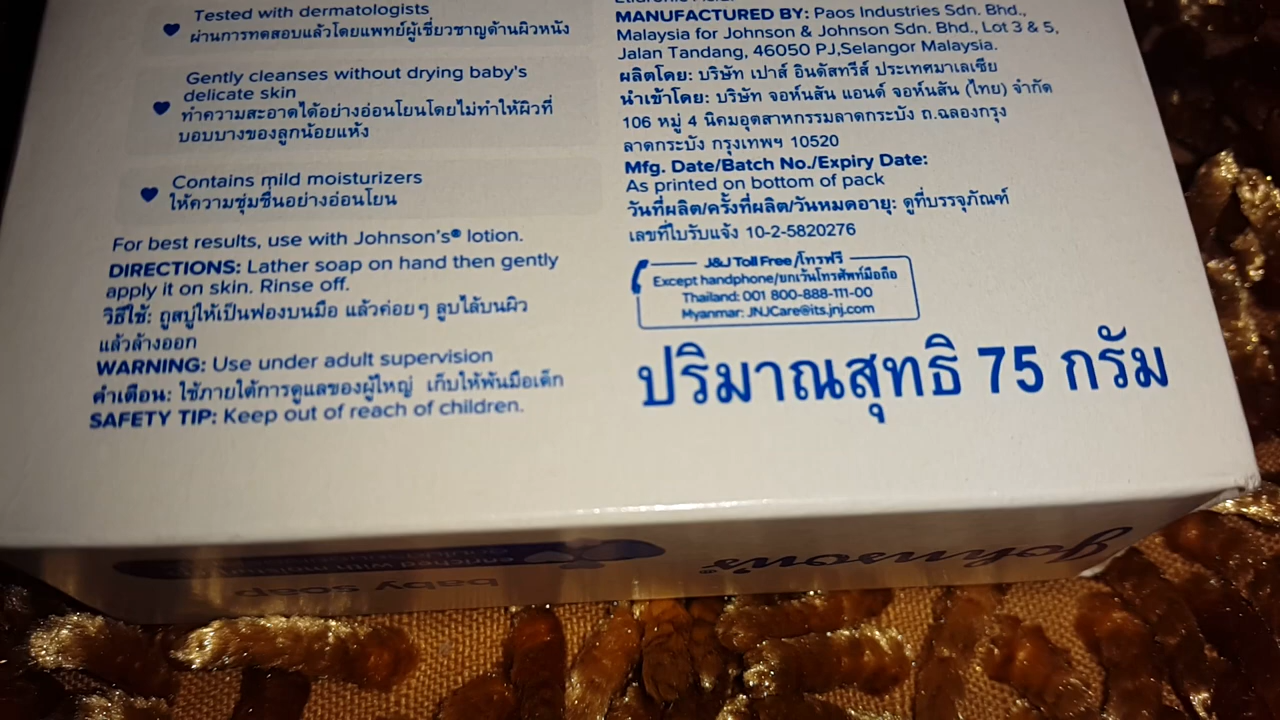 Tested with dermatologists
ผ่านการทดสอบแล้วโดยแพทย์ผู้เชี่ยวชาญด้านผิวหนัง
Gently cleanses without drying baby's
delicate skin
ทำความสะอาดได้อย่างอ่อนโยนโดยไม่ทำให้ผิวที่
บอบบางของลูกน้อยแห้ง
Contains mild moisturizers
ให้ความชุ่มชื่นอย่างอ่อนโยน
For best results, use with Johnson's® lotion.
DIRECTIONS: Lather soap on hand then gently
apply it on skin. Rinse off.
วิธีใช้: ถูสบู่ให้เป็นฟองบนมือ แล้วค่อยๆ ลูบไล้บนผิว
แล้วล้างออก
WARNING: Use under adult supervision
คำเตือน: ใช้ภายใต้การดูแลของผู้ใหญ่ เก็บให้พ้นมือเด็ก
SAFETY TIP: Keep out of reach of children.
MANUFACTURED BY: Paos Industries Sdn. Bhd.,
Malaysia for Johnson & Johnson Sdn. Bhd., Lot 3 & 5,
Jalan Tandang, 46050 PJ,Selangor Malaysia.
ผลิตโดย: บริษัท เปาส์ อินดัสทรีส์ ประเทศมาเลเซีย
นำเข้าโดย: บริษัท จอห์นสัน แอนด์ จอห์นสัน (ไทย) จำกัด
106 หมู่ 4 นิคมอุตสาหกรรมลาดกระบัง ถ.ฉลองกรุง
ลาดกระบัง กรุงเทพฯ 10520
Mfg. Date/Batch No./Expiry Date:
As printed on bottom of pack
วันที่ผลิต/ครั้งที่ผลิต/วันหมดอายุ: ดูที่บรรจุภัณฑ์
เลขที่ใบรับแจ้ง 10-2-5820276
J&J Toll Free/โทรฟรี
Except handphone/ยกเว้นโทรศัพท์มือถือ
Thailand: 001 800-888-111-00
Myanmar: JNJCare@its.jnj.com
ปริมาณสุทธิ 75 กรัม
Johnson's®
baby soap